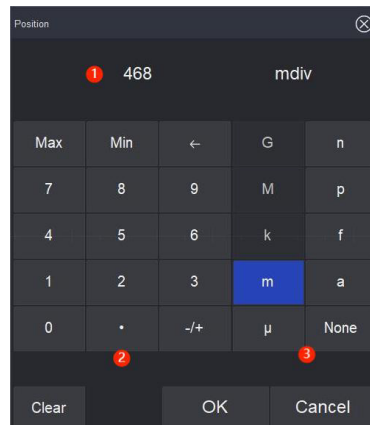 Position
1 468 mdiv
Max Min ← G n
7 8 9 M p
4 5 6 k f
1 2 3 m a
0 . -/+ µ None
2 3
Clear OK Cancel